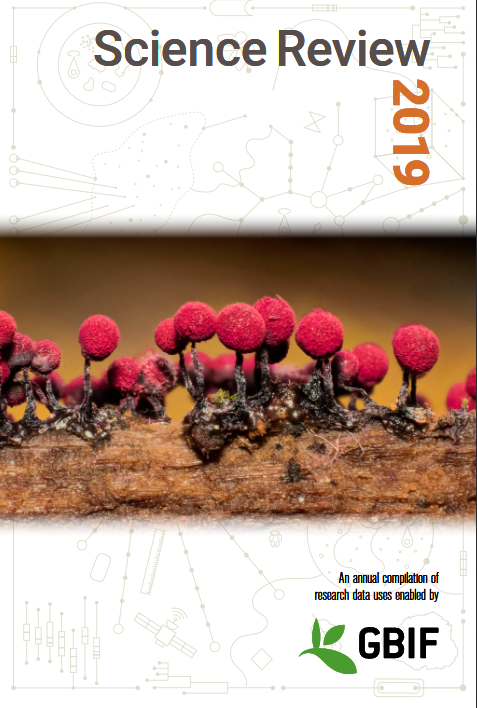 Science Review
2019
An annual compilation of
research data uses enabled by
GBIF